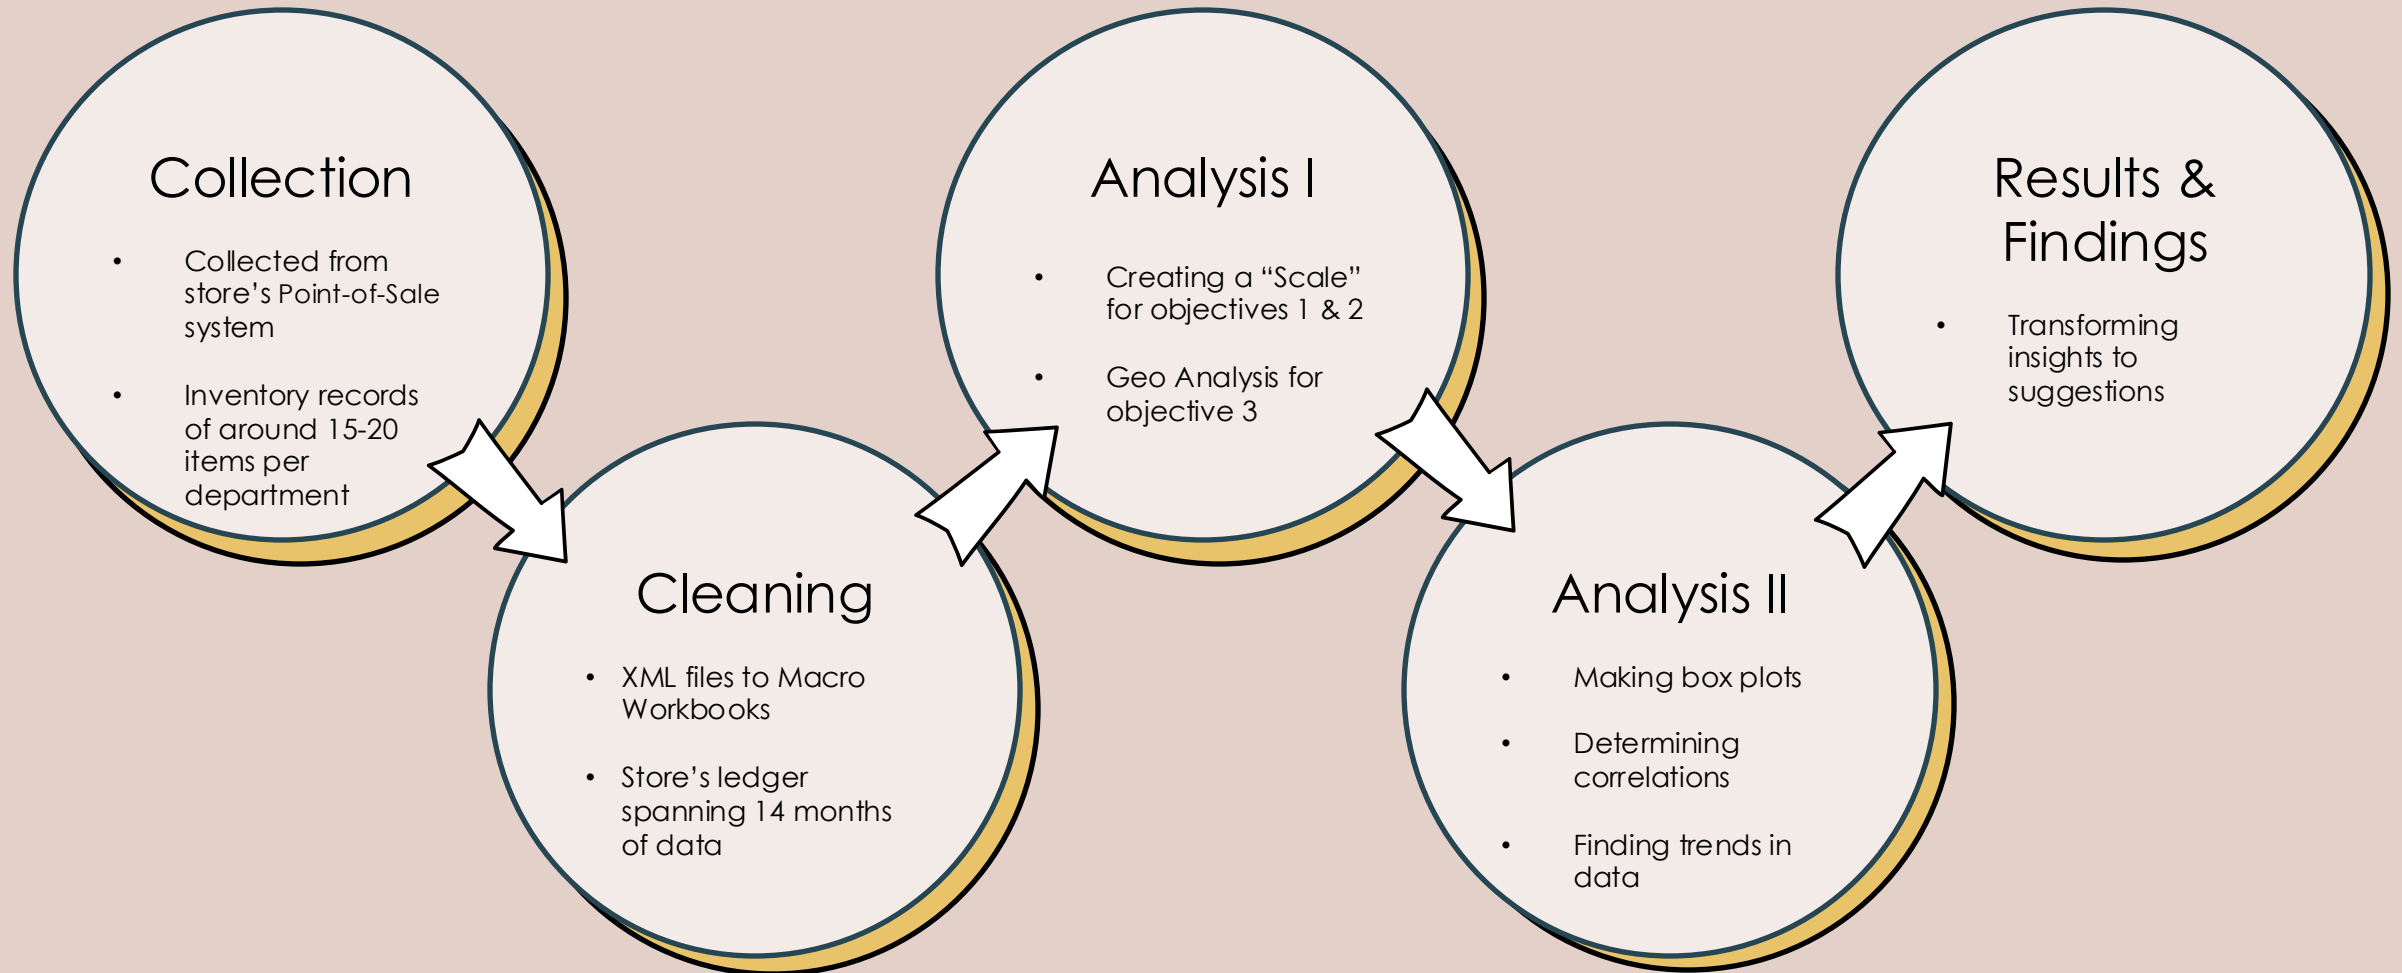 Collection
• Collected from
store’s Point-of-Sale
system
• Inventory records
of around 15-20
items per
department
Cleaning
• XML files to Macro
Workbooks
• Store’s ledger
spanning 14 months
of data
Analysis I
• Creating a “Scale”
for objectives 1 & 2
• Geo Analysis for
objective 3
Analysis II
• Making box plots
• Determining
correlations
• Finding trends in
data
Results &
Findings
• Transforming
insights to
suggestions